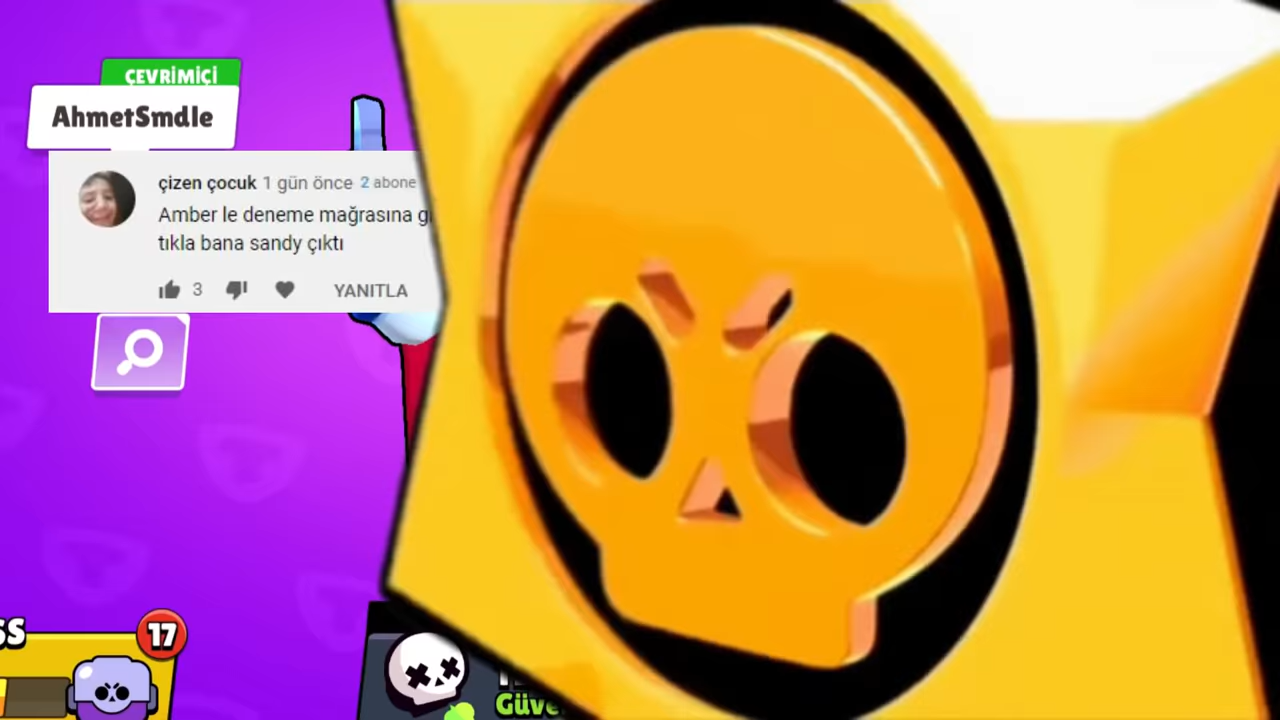 ÇEVRİMİÇİ
AhmetSmdle
çizen çocuk 1 gün önce 2 abone
Amber le deneme mağrasına
tıkla bana sandy çıktı
3 YANITLA
17